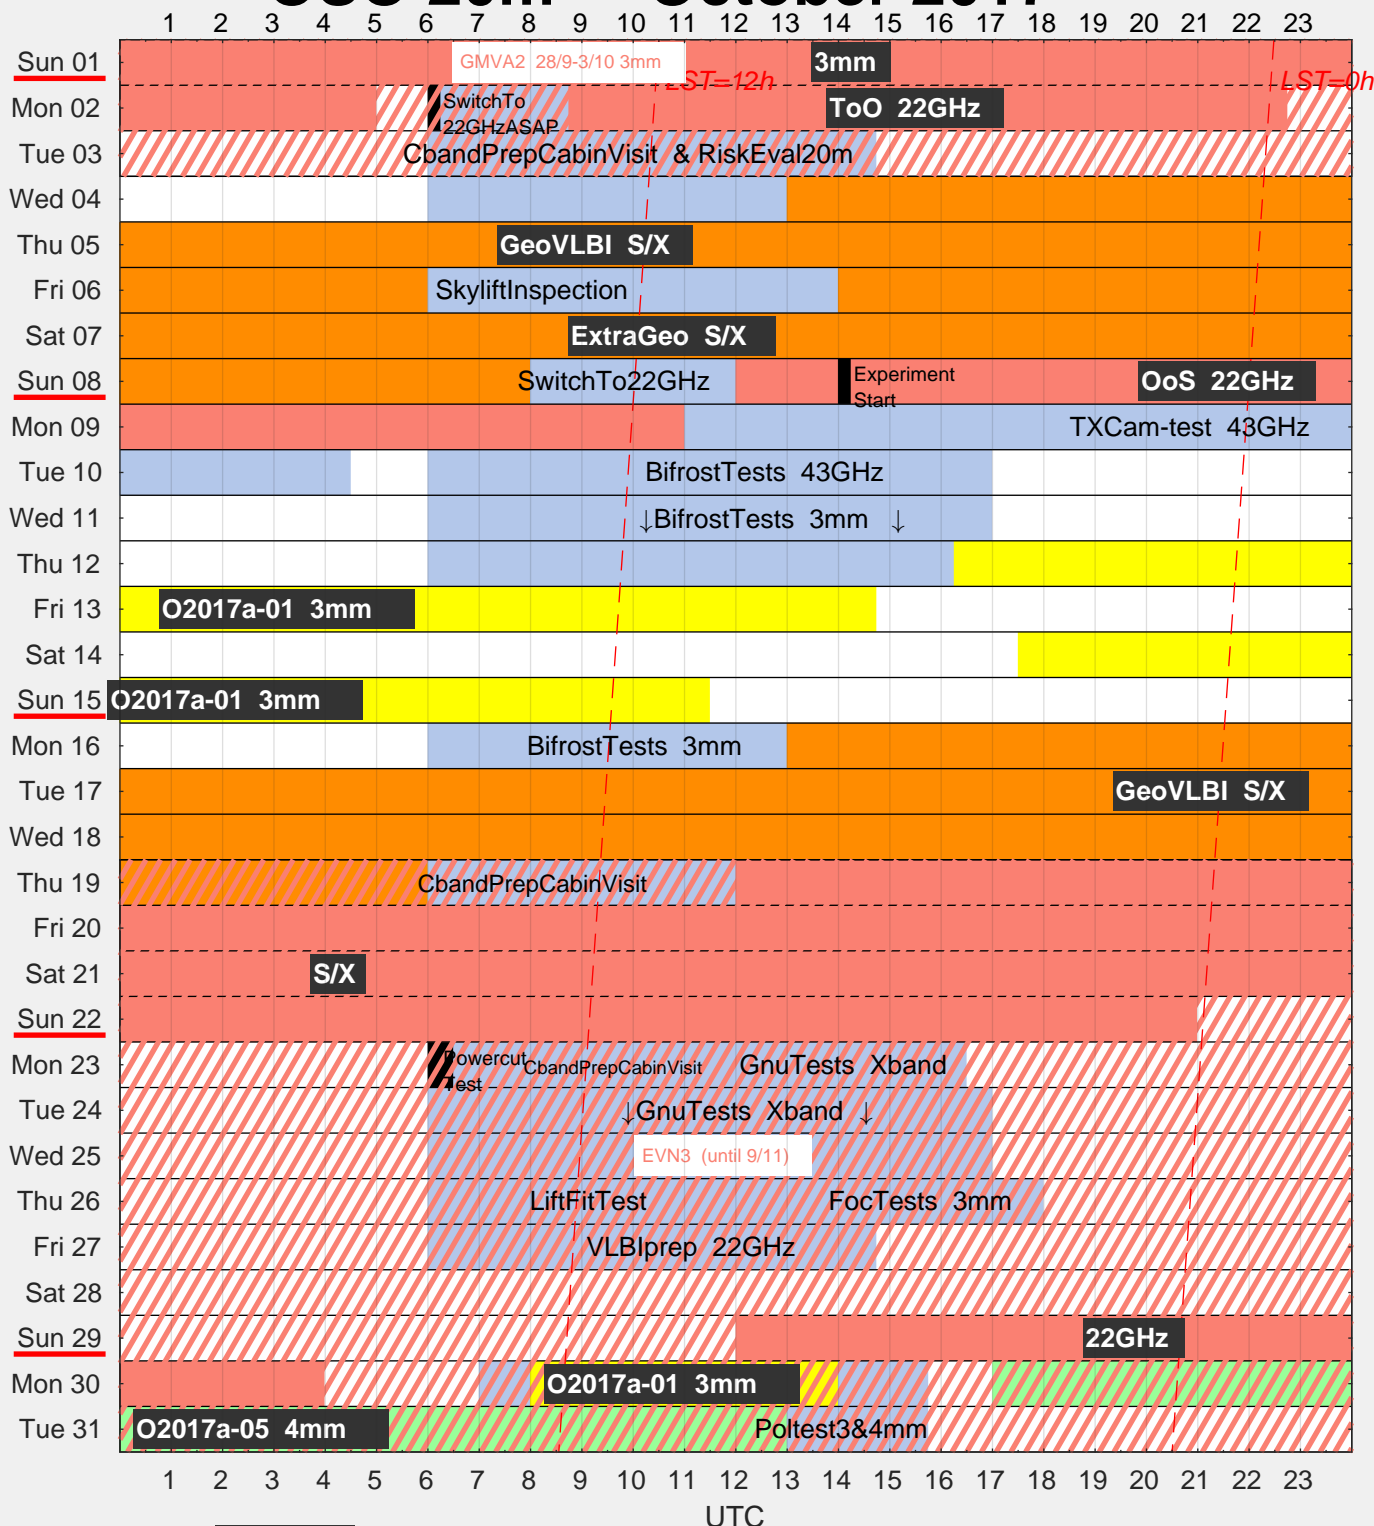 1 2 3 4 5 6 7 8 9 10 11 12 13 14 15 16 17 18 19 20 21 22 23
Sun 01 GMVA2 28/9-3/10 3mm 3mm
LST=12h LST=0h
Mon 02 SwitchTo ToO 22GHz
22GHzASAP
Tue 03 CbandPrepCabinVisit & RiskEval20m
Wed 04
Thu 05 GeoVLBI S/X
Fri 06 SkyliftInspection
Sat 07 ExtraGeo S/X
Sun 08 SwitchTo22GHz Experiment OoS 22GHz
Start
Mon 09 TXCam-test 43GHz
Tue 10 BifrostTests 43GHz
Wed 11 ↓BifrostTests 3mm ↓
Thu 12
Fri 13 O2017a-01 3mm
Sat 14
Sun 15 O2017a-01 3mm
Mon 16 BifrostTests 3mm
Tue 17 GeoVLBI S/X
Wed 18
Thu 19 CbandPrepCabinVisit
Fri 20
Sat 21 S/X
Sun 22
Mon 23 Powercut CbandPrepCabinVisit GnuTests Xband
Test
Tue 24 ↓GnuTests Xband ↓
Wed 25 EVN3 (until 9/11)
Thu 26 LiftFitTest FocTests 3mm
Fri 27 VLBIprep 22GHz
Sat 28
Sun 29 22GHz
Mon 30 O2017a-01 3mm
Tue 31 O2017a-05 4mm Poltest3&4mm
1 2 3 4 5 6 7 8 9 10 11 12 13 14 15 16 17 18 19 20 21 22 23
UTC